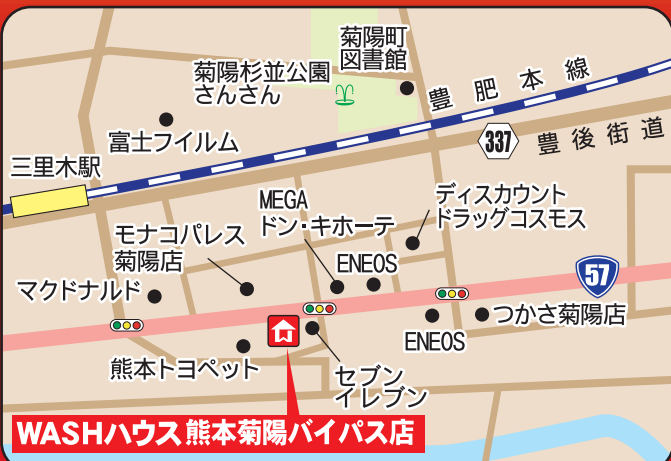 菊陽町
図書館
菊陽杉並公園
さんさん
豊肥本線
富士フイルム
337
豊後街道
三里木駅
MEGA
ドン・キホーテ
ディスカウント
ドラッグコスモス
モナコパレス
菊陽店
ENEOS
57
マクドナルド
つかさ菊陽店
ENEOS
熊本トヨペット
セブン
イレブン
WASHハウス 熊本菊陽バイパス店